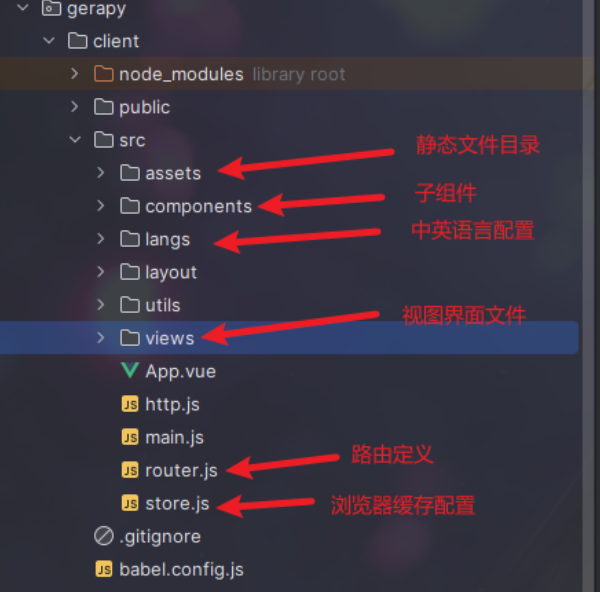 gerapy
client
node_modules library root
public
src
静态文件目录
assets
子组件
components
中英语言配置
langs
layout
utils
视图界面文件
views
App.vue
JS http.js
JS main.js
路由定义
JS router.js
浏览器缓存配置
JS store.js
.gitignore
JS babel.config.js